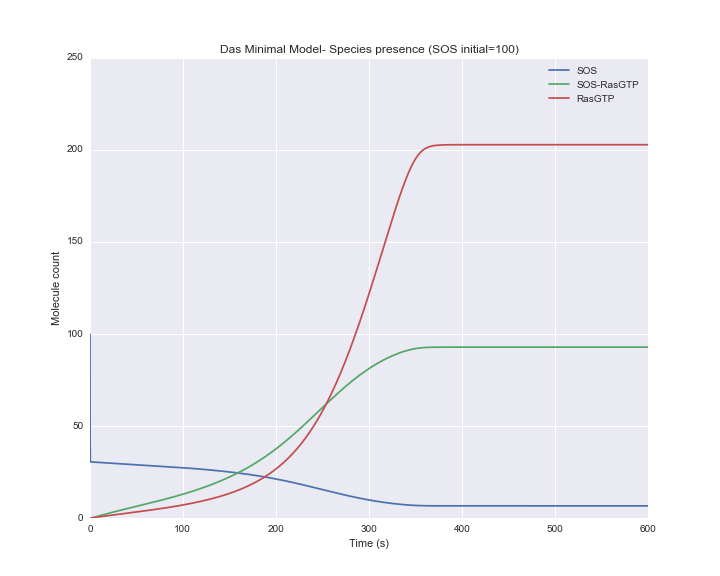 Das Minimal Model- Species presence (SOS initial=100)
SOS
SOS-RasGTP
RasGTP
Molecule count
250
200
150
100
50
0
0 100 200 300 400 500 600
Time (s)